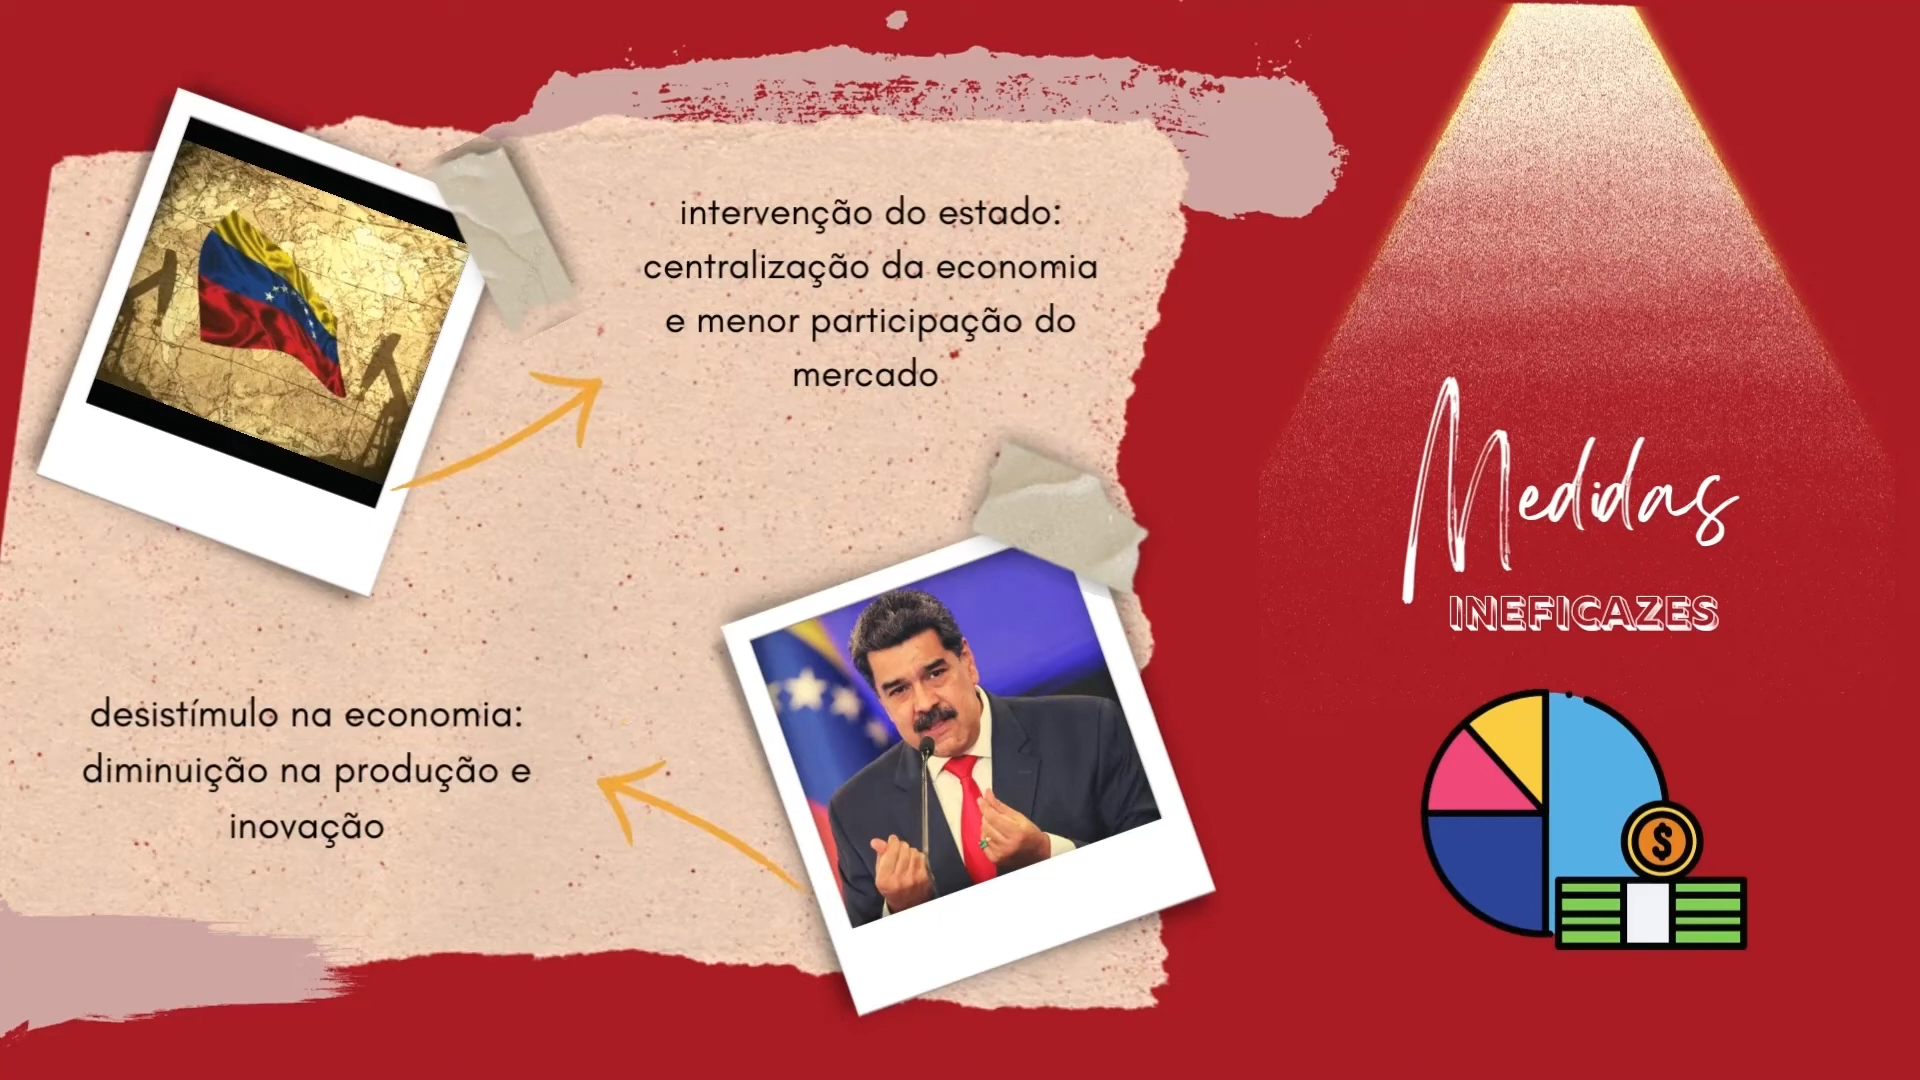 intervenção do estado:
centralização da economia
e menor participação do
mercado
desistímulo na economia:
diminuição na produção e
inovação
Medidas
INEFICAZES
$